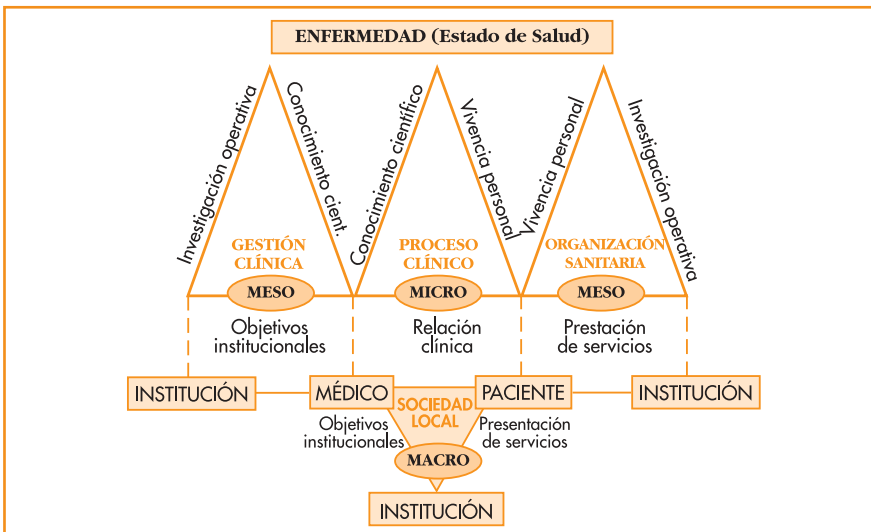 ENFERMEDAD (Estado de Salud)
Investigación operativa
Conocimiento cient.
Conocimiento científico
Vivencia personal
Vivencia personal
Investigación operativa
GESTIÓN
CLÍNICA
PROCESO
CLÍNICO
ORGANIZACIÓN
SANITARIA
MESO
MICRO
MESO
Objetivos
institucionales
Relación
clínica
Prestación
de servicios
INSTITUCIÓN
MÉDICO
PACIENTE
INSTITUCIÓN
SOCIEDAD
LOCAL
Objetivos
institucionales
Presentación
de servicios
MACRO
INSTITUCIÓN